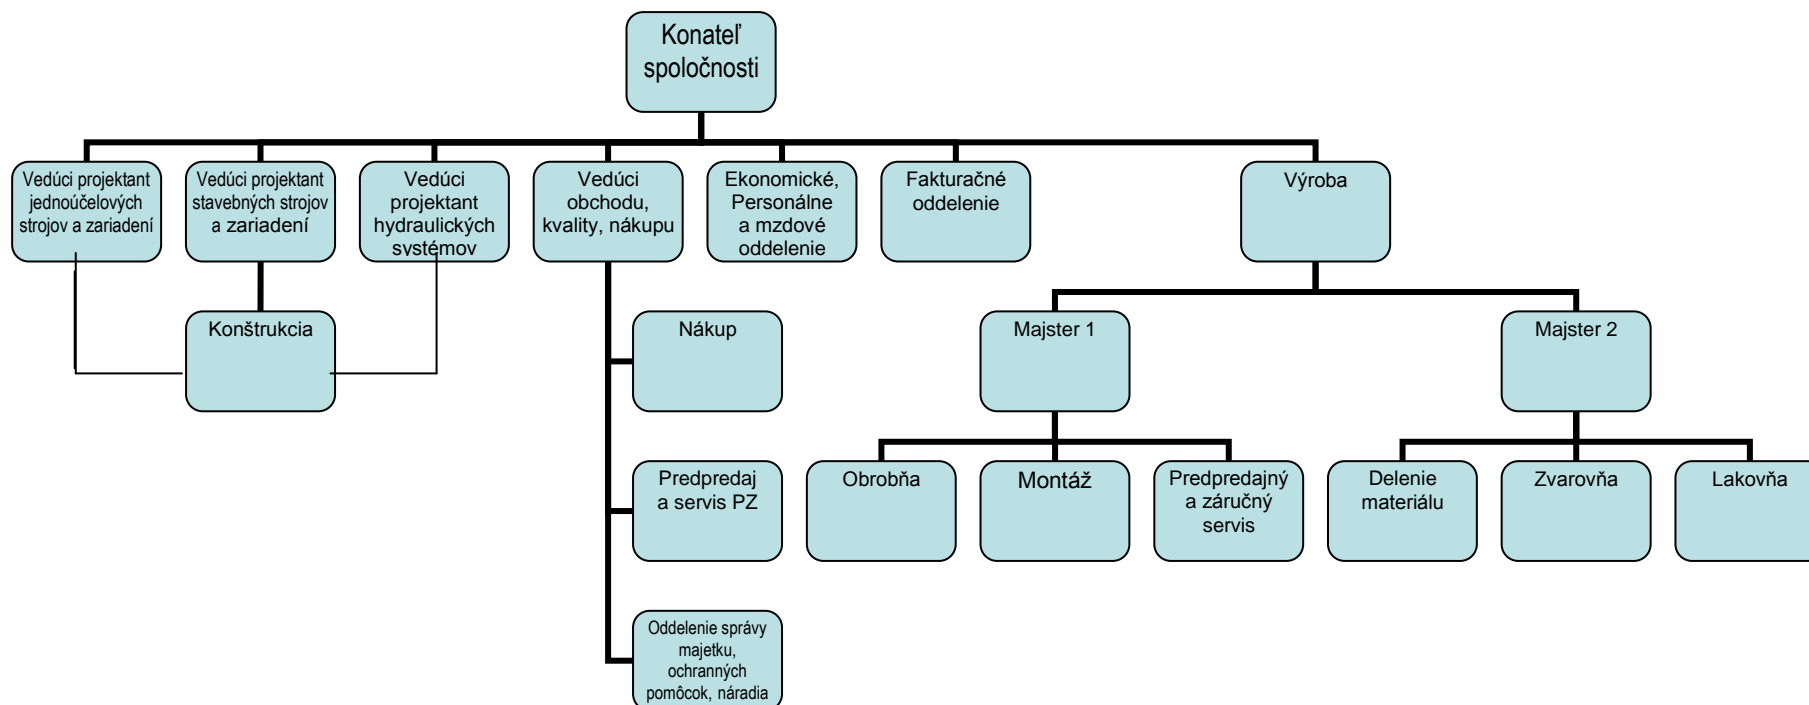 Konateľ
spoločnosti
Vedúci projektant
jednoúčelových
strojov a zariadení
Vedúci projektant
stavebných strojov
a zariadení
Vedúci
projektant
hydraulických
systémov
Vedúci
obchodu,
kvality, nákupu
Ekonomické,
Personálne
a mzdové
oddelenie
Fakturačné
oddelenie
Výroba
Konštrukcia
Nákup
Majster 1
Majster 2
Predpredaj
a servis PZ
Obrobňa
Montáž
Predpredajný
a záručný
servis
Delenie
materiálu
Zvarovňa
Lakovňa
Oddelenie správy
majetku,
ochranných
pomôcok, náradia